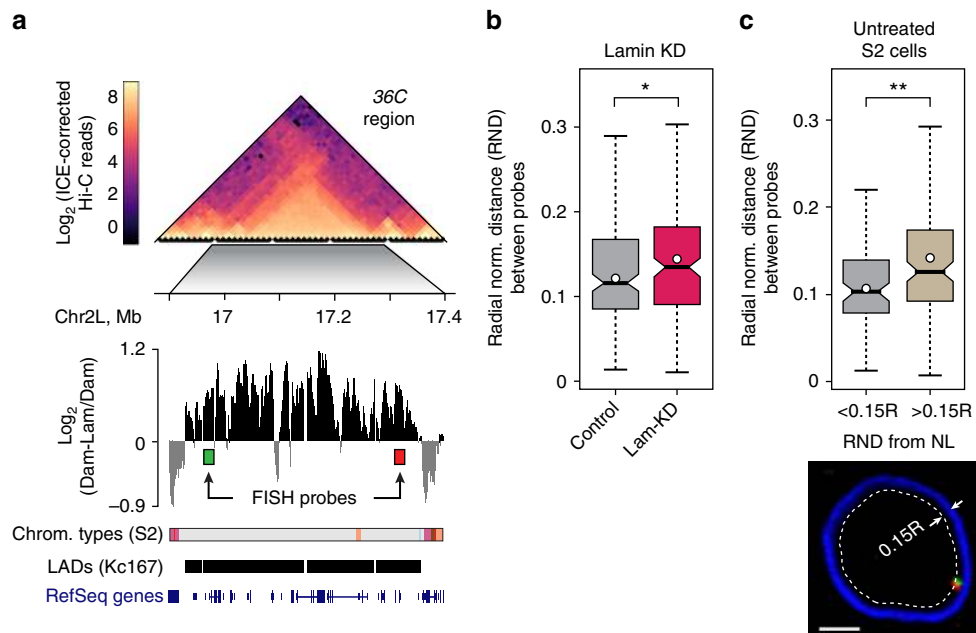 a
Log2 (ICE-corrected
Hi-C reads)
8
6
4
2
0
36C
region
Chr2L, Mb
17
17.2
17.4
Log2
(Dam-Lam/Dam)
1.2
0
−0.9
FISH probes
Chrom. types (S2)
LADs (Kc167)
RefSeq genes
b
Lamin KD
*
Radial norm. distance (RND)
between probes
0.3
0.2
0.1
0
Control
Lam-KD
c
Untreated
S2 cells
**
Radial norm. distance (RND)
between probes
0.3
0.2
0.1
0
<0.15R
>0.15R
RND from NL
0.15R